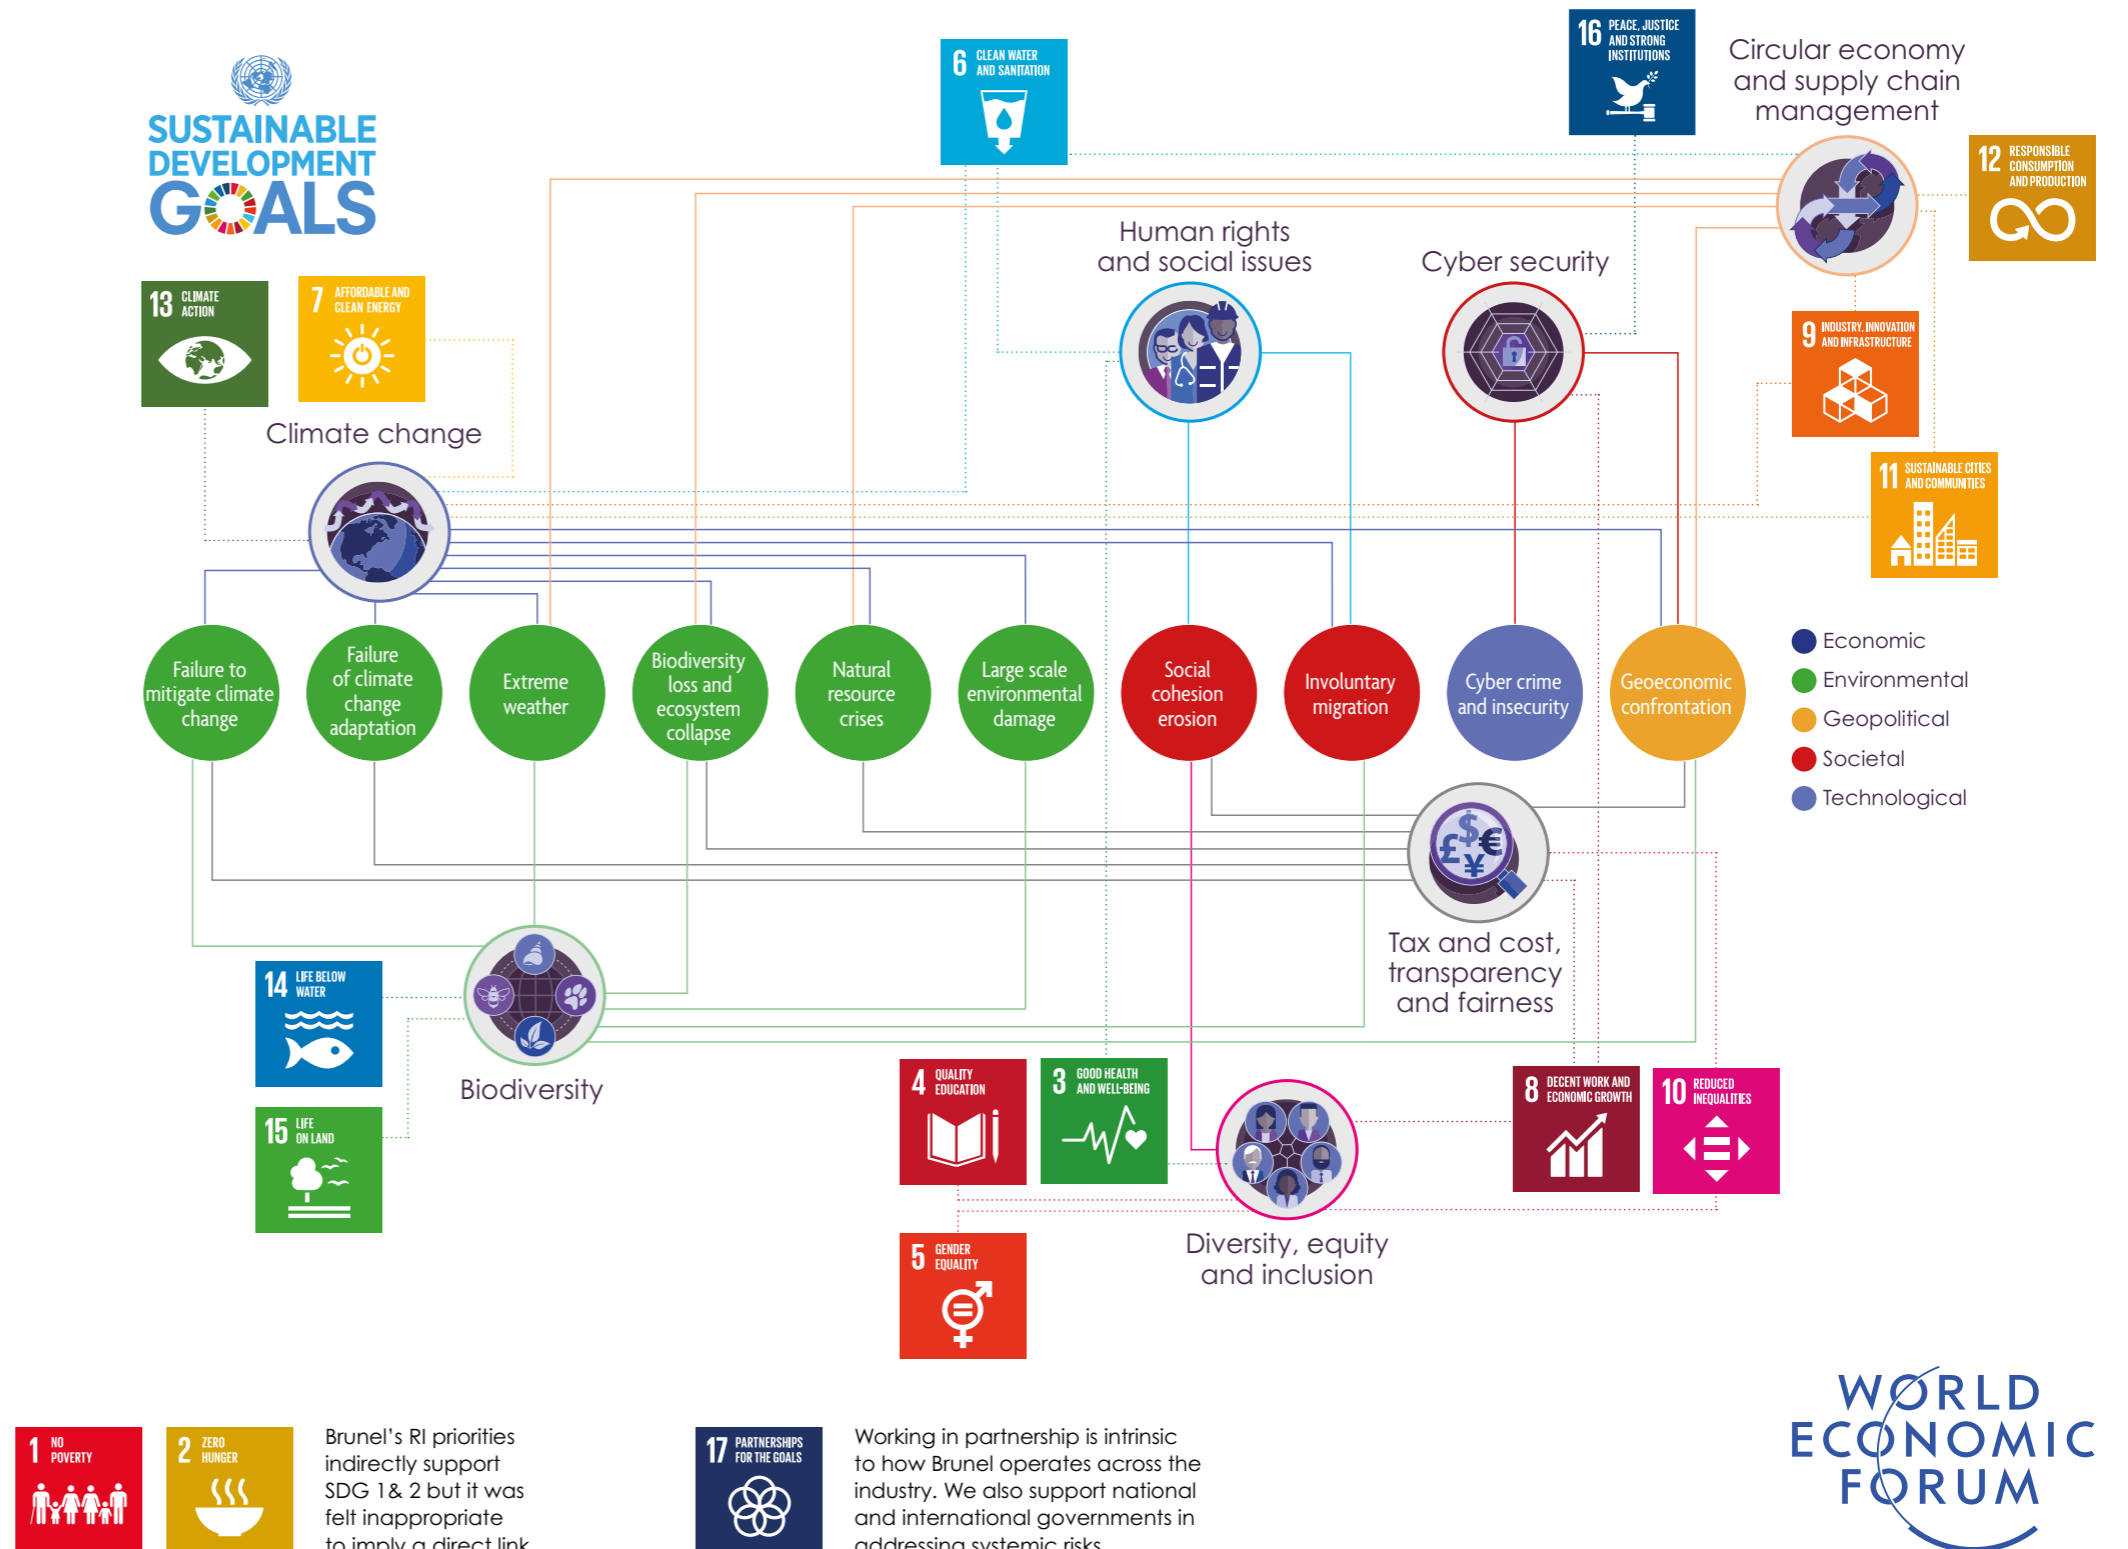 SUSTAINABLE
DEVELOPMENT
GOALS
6 CLEAN WATER
AND SANITATION
16 PEACE, JUSTICE
AND STRONG
INSTITUTIONS
Circular economy
and supply chain
management
12 RESPONSIBLE
CONSUMPTION
AND PRODUCTION
Human rights
and social issues
Cyber security
13 CLIMATE
ACTION
7 AFFORDABLE AND
CLEAN ENERGY
9 INDUSTRY, INNOVATION
AND INFRASTRUCTURE
Climate change
11 SUSTAINABLE CITIES
AND COMMUNITIES
Failure to
mitigate climate
change
Failure
of climate
change
adaptation
Extreme
weather
Biodiversity
loss and
ecosystem
collapse
Natural
resource
crises
Large scale
environmental
damage
Social
cohesion
erosion
Involuntary
migration
Cyber crime
and insecurity
Geoeconomic
confrontation
Economic
Environmental
Geopolitical
Societal
Technological
$
£ €
¥
Tax and cost,
transparency
and fairness
14 LIFE BELOW
WATER
Biodiversity
15 LIFE
ON LAND
4 QUALITY
EDUCATION
3 GOOD HEALTH
AND WELL-BEING
8 DECENT WORK AND
ECONOMIC GROWTH
10 REDUCED
INEQUALITIES
5 GENDER
EQUALITY
Diversity, equity
and inclusion
1 NO
POVERTY
2 ZERO
HUNGER
Brunel's RI priorities
indirectly support
SDG 1& 2 but it was
felt inappropriate
to imply a direct link
17 PARTNERSHIPS
FOR THE GOALS
Working in partnership is intrinsic
to how Brunel operates across the
industry. We also support national
and international governments in
addressing systemic risks
WORLD
ECONOMIC
FORUM